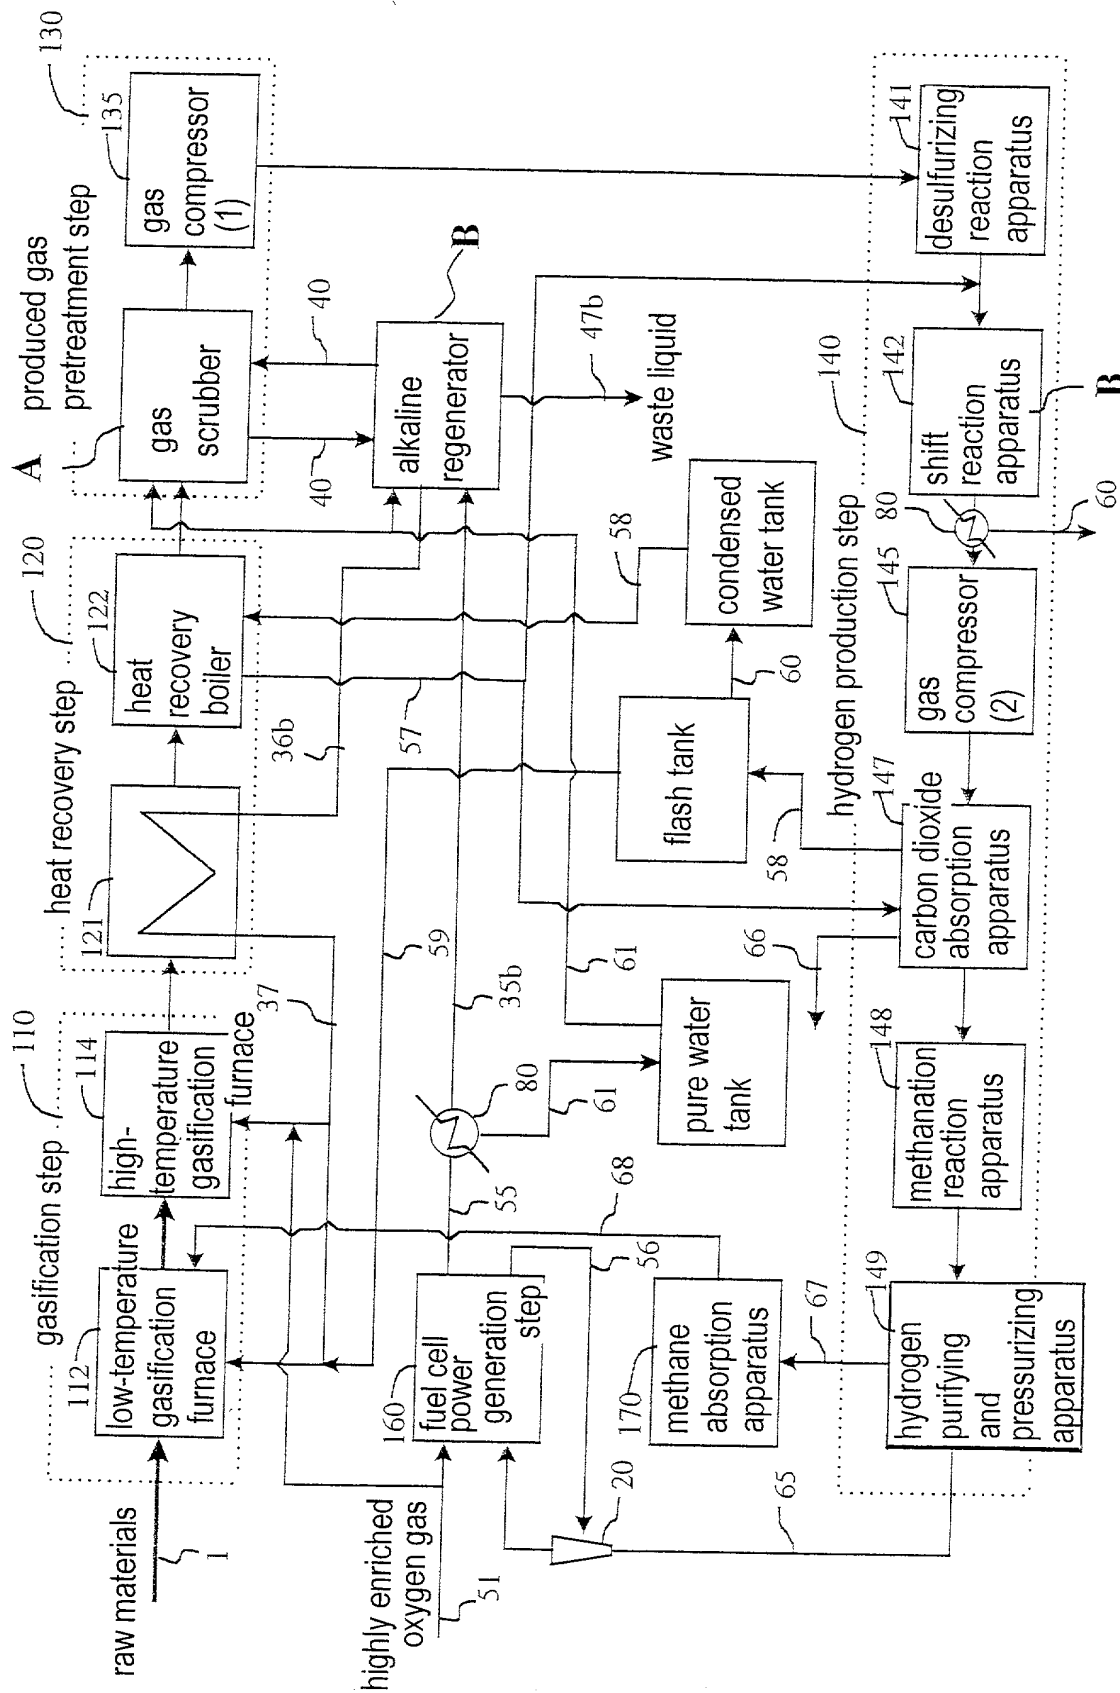 gasification step
110
heat recovery step
120
produced gas
pretreatment step
130
A
112
low-temperature
gasification
furnace
114
high-
temperature
gasification
furnace
121
122
heat
recovery
boiler
gas
scrubber
135
gas
compressor
(1)
raw materials
1
37
36b
40
40
57
59
highly enriched
oxygen gas
51
160
fuel cell
power
generation
step
55
80
35b
alkaline
regenerator
B
47b
waste liquid
56
68
61
61
58
20
170
methane
absorption
apparatus
pure water
tank
flash tank
60
condensed
water tank
66
58
67
65
hydrogen production step
140
149
hydrogen
purifying
and
pressurizing
apparatus
148
methanation
reaction
apparatus
147
carbon dioxide
absorption
apparatus
145
gas
compressor
(2)
80
60
142
shift
reaction
apparatus
B
141
desulfurizing
reaction
apparatus